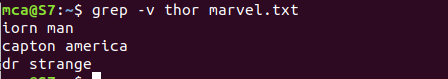 mca@S7:~$ grep -v thor marvel.txt
iorn man
capton america
dr strange